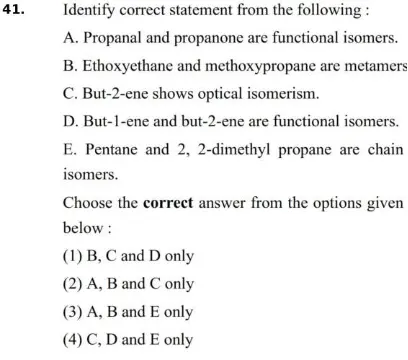 41. Identify correct statement from the following :
A. Propanal and propanone are functional isomers.
B. Ethoxyethane and methoxypropane are metamers
C. But-2-ene shows optical isomerism.
D. But-1-ene and but-2-ene are functional isomers.
E. Pentane and 2, 2-dimethyl propane are chain
isomers.
Choose the correct answer from the options given
below :
(1) B, C and D only
(2) A, B and C only
(3) A, B and E only
(4) C, D and E only